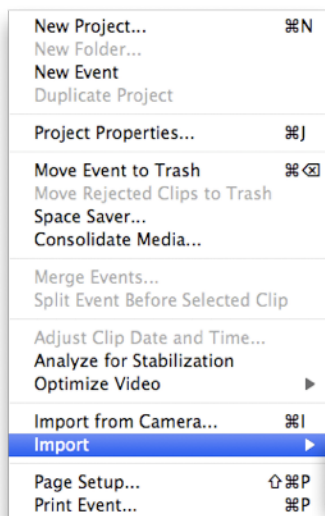 New Project... ⌘N
New Folder...
New Event
Duplicate Project
Project Properties... ⌘J
Move Event to Trash ⌘⌫
Move Rejected Clips to Trash
Space Saver...
Consolidate Media...
Merge Events...
Split Event Before Selected Clip
Adjust Clip Date and Time...
Analyze for Stabilization
Optimize Video ▶
Import from Camera... ⌘I
Import ▶
Page Setup... ⇧⌘P
Print Event... ⌘P